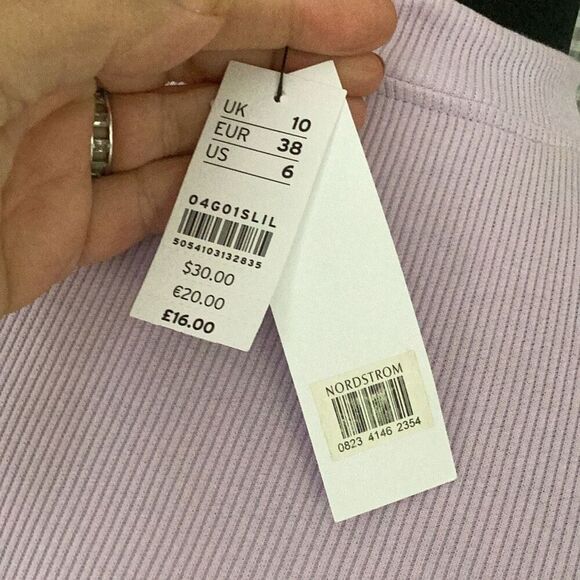 UK 10
EUR 38
US 6
04G01SLIL
5054103132835
$30.00
€20.00
£16.00
NORDSTROM
0823 4146 2354